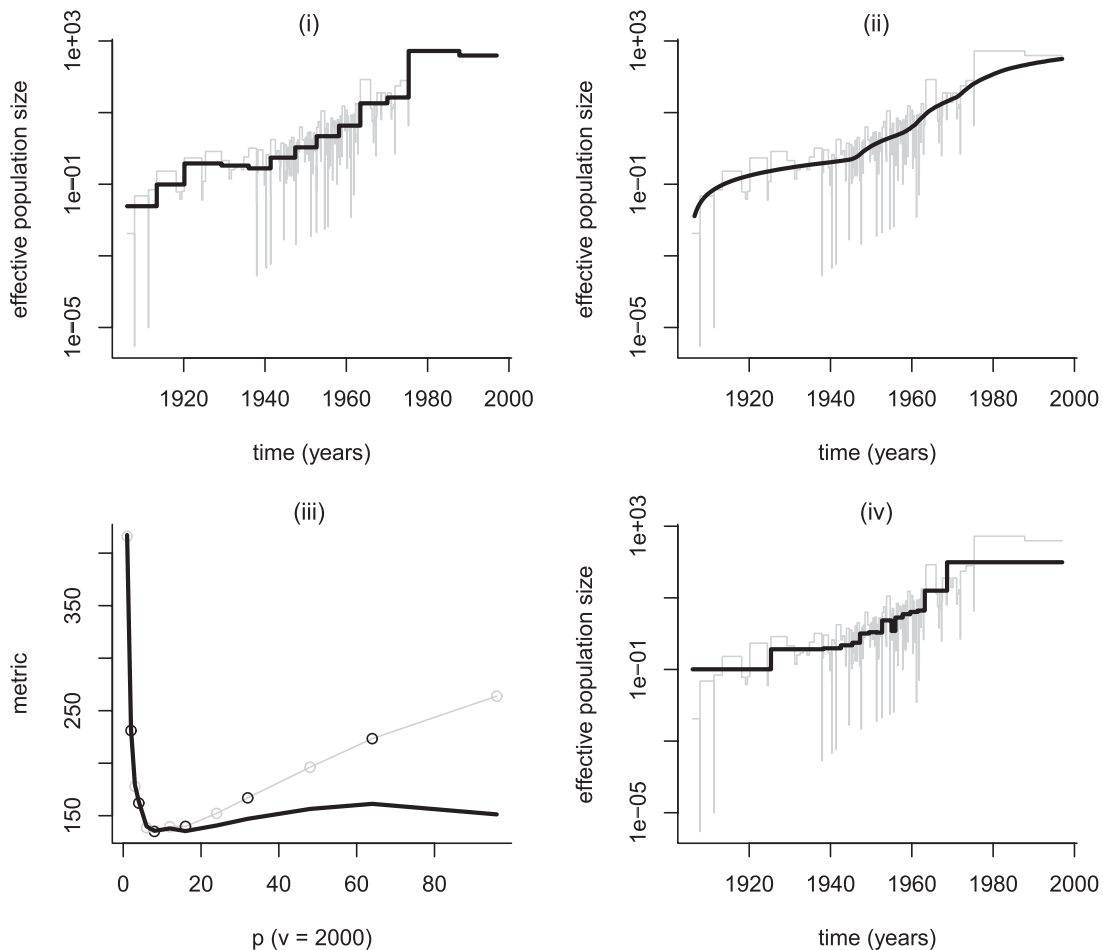 (i)
effective population size
1e+03
1e−01
1e−05
1920 1940 1960 1980 2000
time (years)
(ii)
effective population size
1e+03
1e−01
1e−05
1920 1940 1960 1980 2000
time (years)
(iii)
metric
350
250
150
0 20 40 60 80
p (v = 2000)
(iv)
effective population size
1e+03
1e−01
1e−05
1920 1940 1960 1980 2000
time (years)